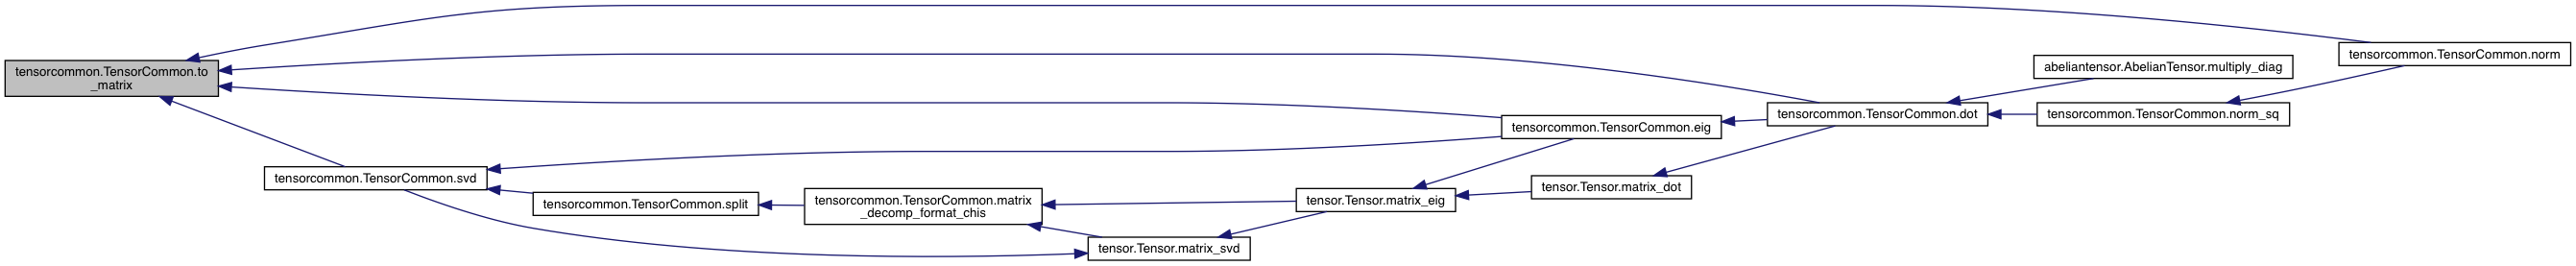 tensorcommon.TensorCommon.to
_matrix
tensorcommon.TensorCommon.svd
tensorcommon.TensorCommon.split
tensorcommon.TensorCommon.matrix
_decomp_format_chis
tensor.Tensor.matrix_svd
tensor.Tensor.matrix_eig
tensorcommon.TensorCommon.eig
tensor.Tensor.matrix_dot
tensorcommon.TensorCommon.dot
abeliantensor.AbelianTensor.multiply_diag
tensorcommon.TensorCommon.norm_sq
tensorcommon.TensorCommon.norm